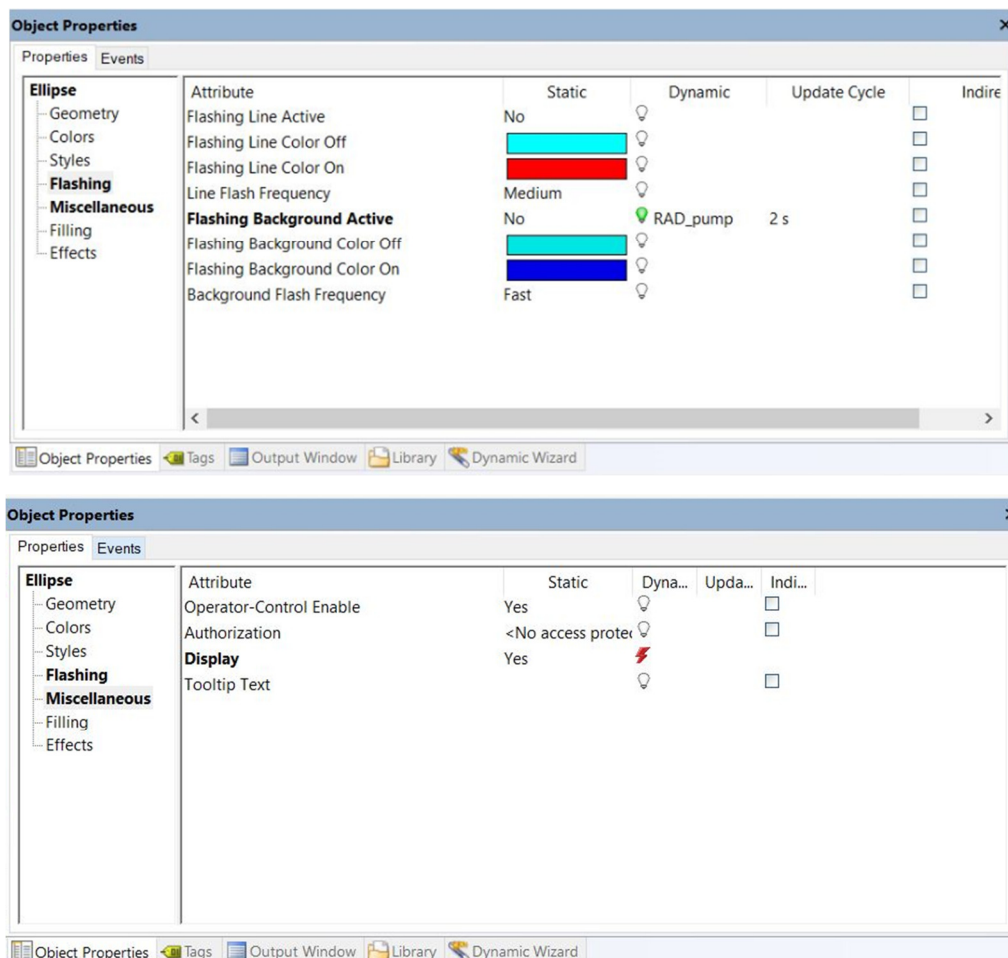 Object Properties
Properties Events
Ellipse
Geometry
Colors
Styles
Flashing
Miscellaneous
Filling
Effects
Attribute Static Dynamic Update Cycle Indire
Flashing Line Active No
Flashing Line Color Off
Flashing Line Color On
Line Flash Frequency Medium
Flashing Background Active No RAD_pump 2 s
Flashing Background Color Off
Flashing Background Color On
Background Flash Frequency Fast
Object Properties Tags Output Window Library Dynamic Wizard
Object Properties
Properties Events
Ellipse
Geometry
Colors
Styles
Flashing
Miscellaneous
Filling
Effects
Attribute Static Dyna... Upda... Indi...
Operator-Control Enable Yes
Authorization <No access protec
Display Yes
Tooltip Text
Object Properties Tags Output Window Library Dynamic Wizard